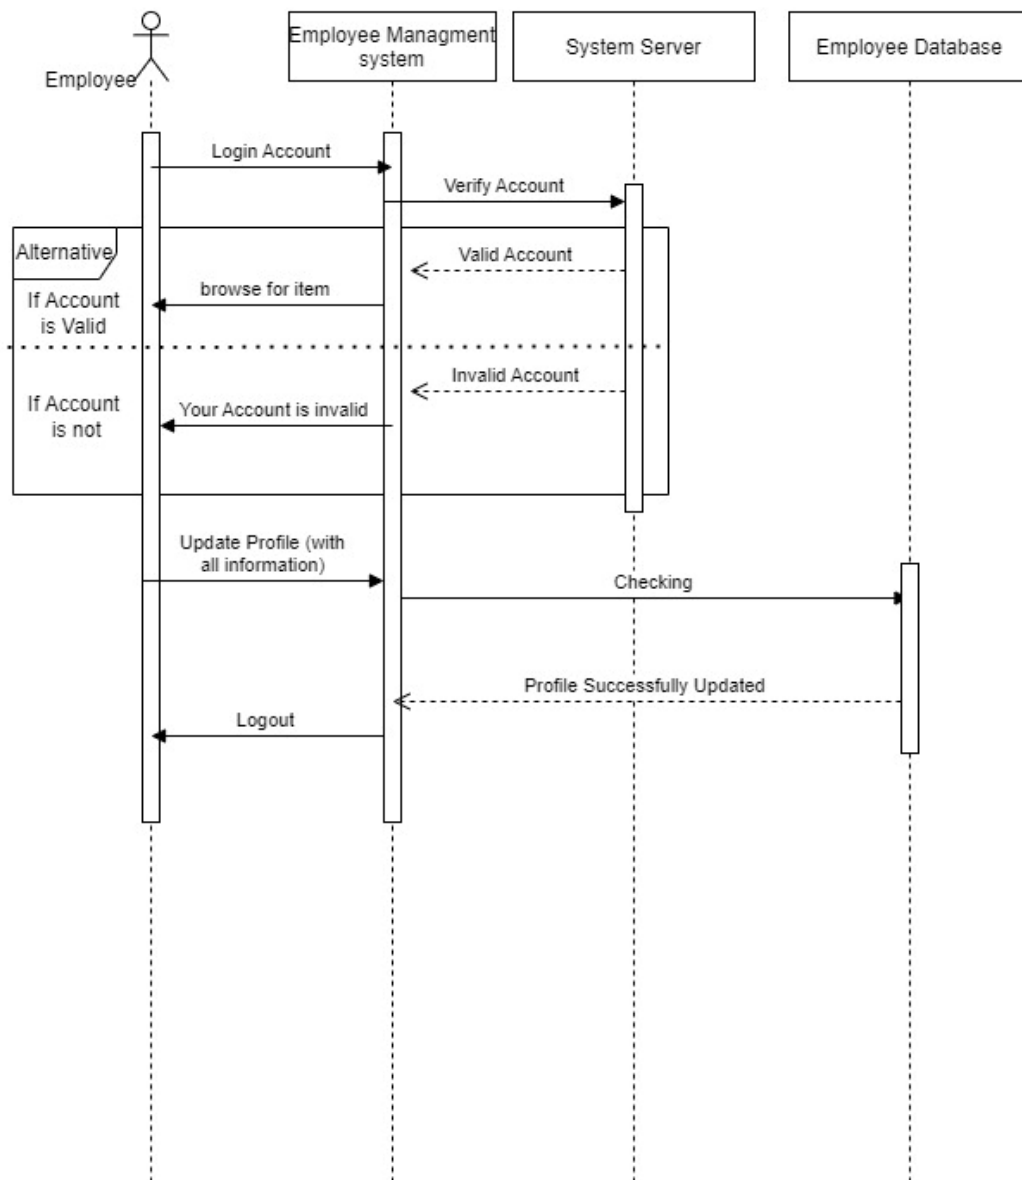 Employee
Employee Managment
system
System Server
Employee Database
Login Account
Verify Account
Alternative
Valid Account
browse for item
If Account
is Valid
Invalid Account
If Account
is not
Your Account is invalid
Update Profile (with
all information)
Checking
Profile Successfully Updated
Logout